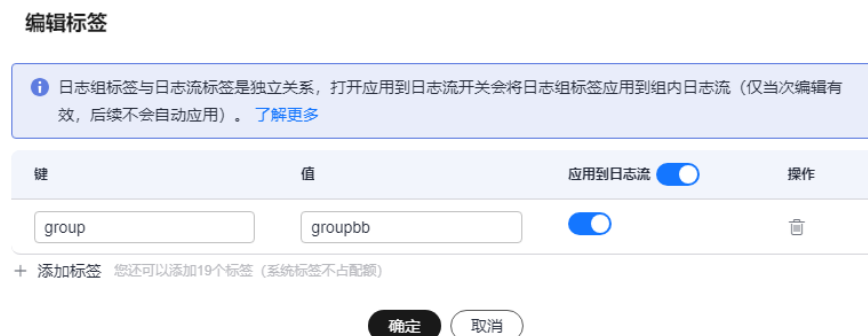 编辑标签
日志组标签与日志流标签是独立关系，打开应用到日志流开关会将日志组标签应用到组内日志流（仅当次编辑有
效，后续不会自动应用）。 了解更多
键 值 应用到日志流 操作
group groupbb
+ 添加标签 您还可以添加19个标签（系统标签不占配额）
确定 取消